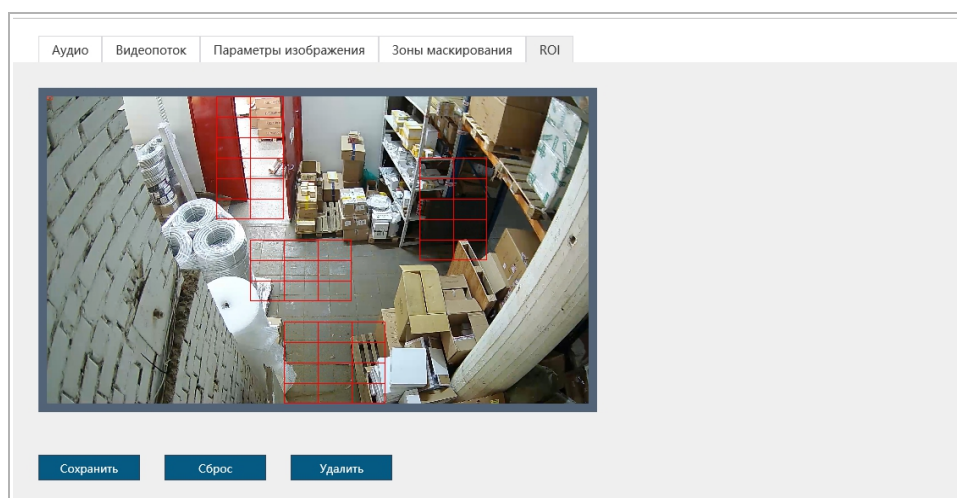 Аудио Видеопоток Параметры изображения Зоны маскирования ROI
Сохранить Сброс Удалить